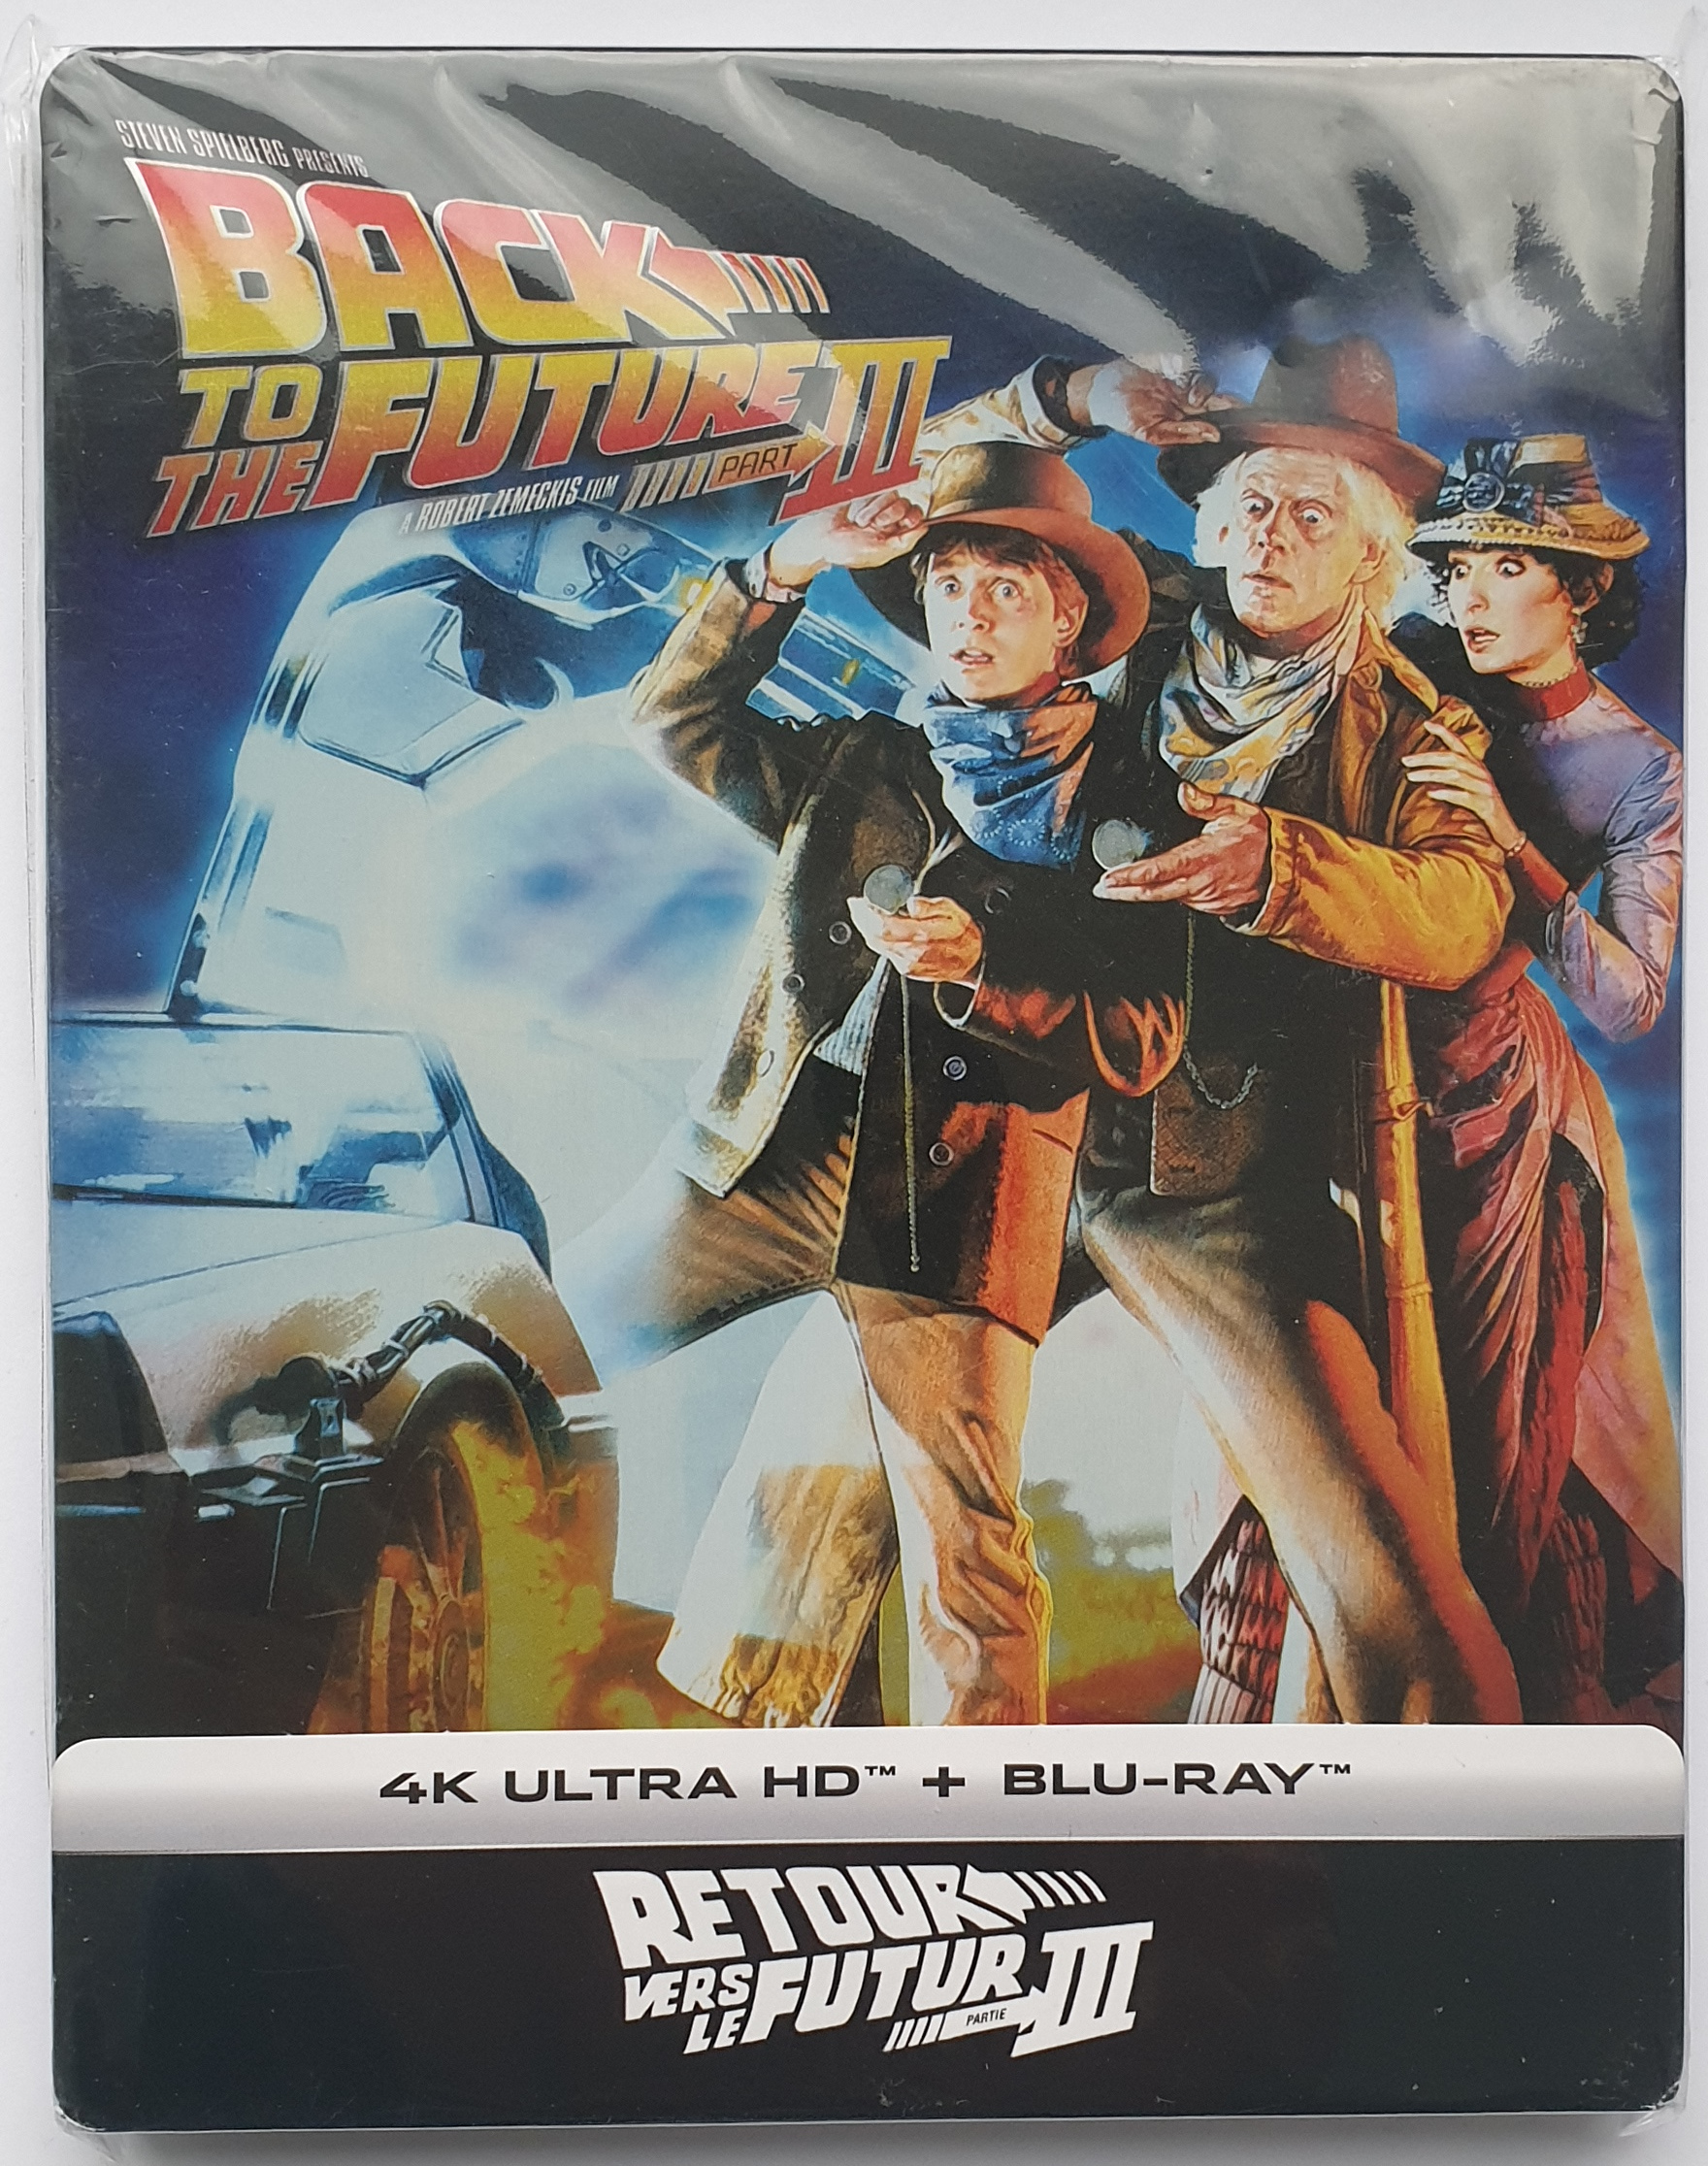 STEVEN SPIELBERG PRESENTS
BACK
TO
THE FUTURE
PART III
A ROBERT ZEMECKIS FILM
4K ULTRA HD™ + BLU-RAY™
RETOUR
VERS
LE FUTUR
PARTIE III